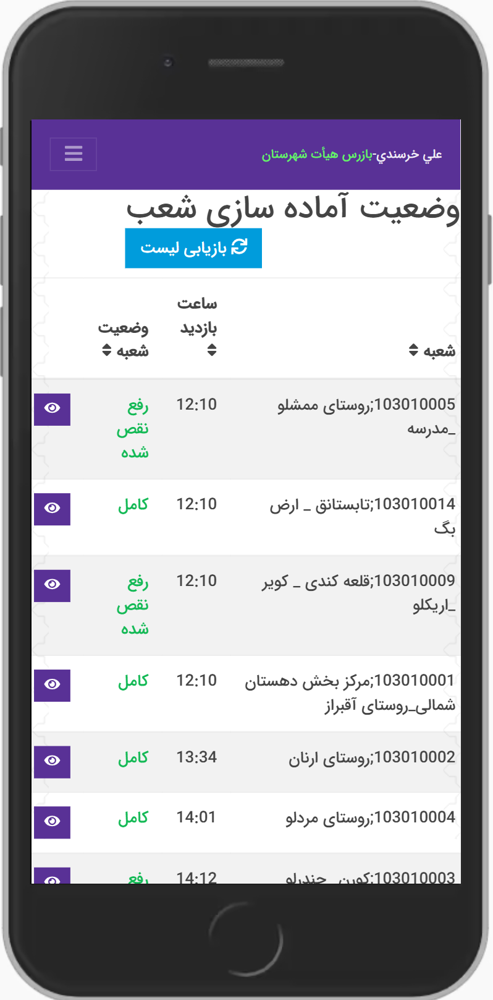 علي خرسندي-بازرس هيأت شهرستان
وضعیت آماده سازی شعب
بازیابی لیست
شعبه
ساعت بازدید
وضعیت شعبه
103010005;روستای ممشلو
_مدرسه
12:10
رفع
نقص
شده
103010014;تابستانق _ ارض
بگ
12:10
کامل
103010009;قلعه کندی _ کویر
_اریکلو
12:10
رفع
نقص
شده
103010001;مرکز بخش دهستان
شمالی_روستای آقبراز
12:10
کامل
103010002;روستای ارنان
13:34
کامل
103010004;روستای مردلو
14:01
کامل
103010003;کورن _ جندرلو
14:12
رفع